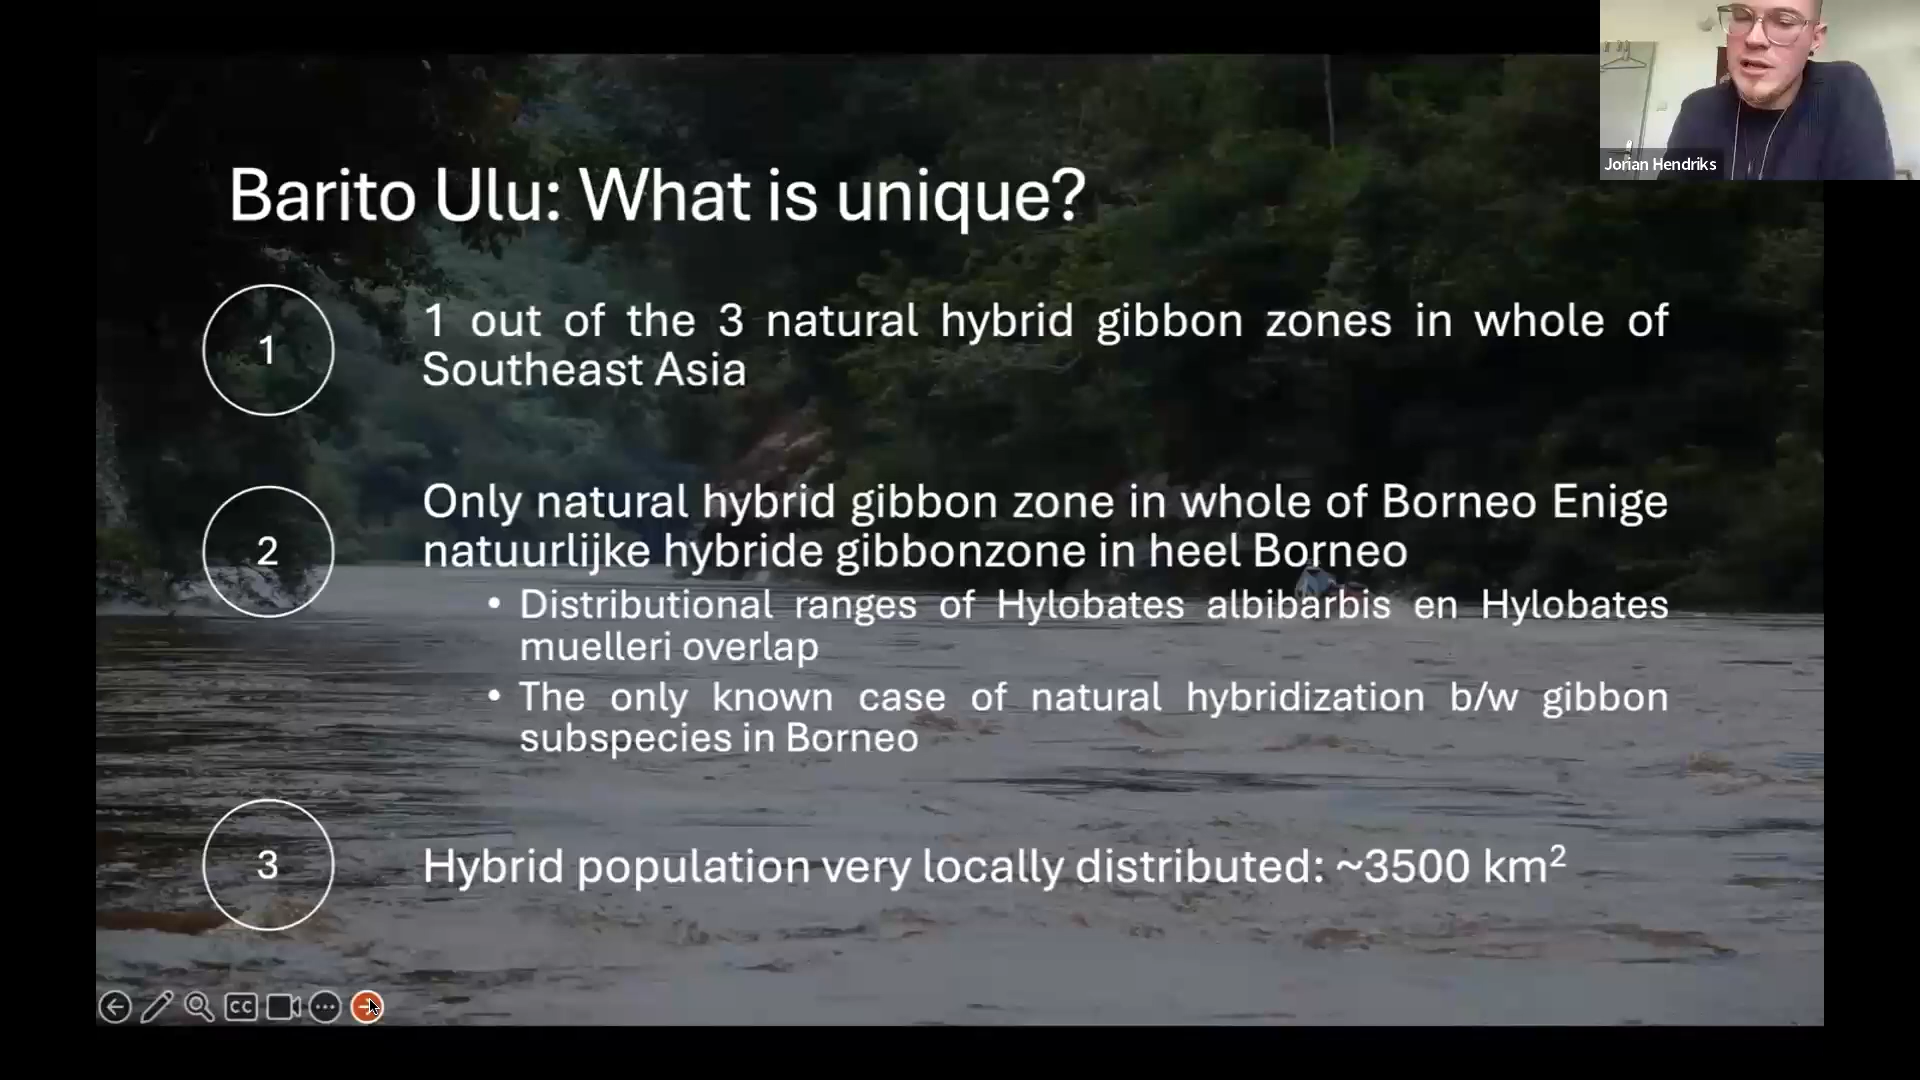 Jorian Hendriks
Barito Ulu: What is unique?
1
1 out of the 3 natural hybrid gibbon zones in whole of
Southeast Asia
2
Only natural hybrid gibbon zone in whole of Borneo Enige
natuurlijke hybride gibbonzone in heel Borneo
• Distributional ranges of Hylobates albibarbis en Hylobates
muelleri overlap
• The only known case of natural hybridization b/w gibbon
subspecies in Borneo
3
Hybrid population very locally distributed: ~3500 km²
CC